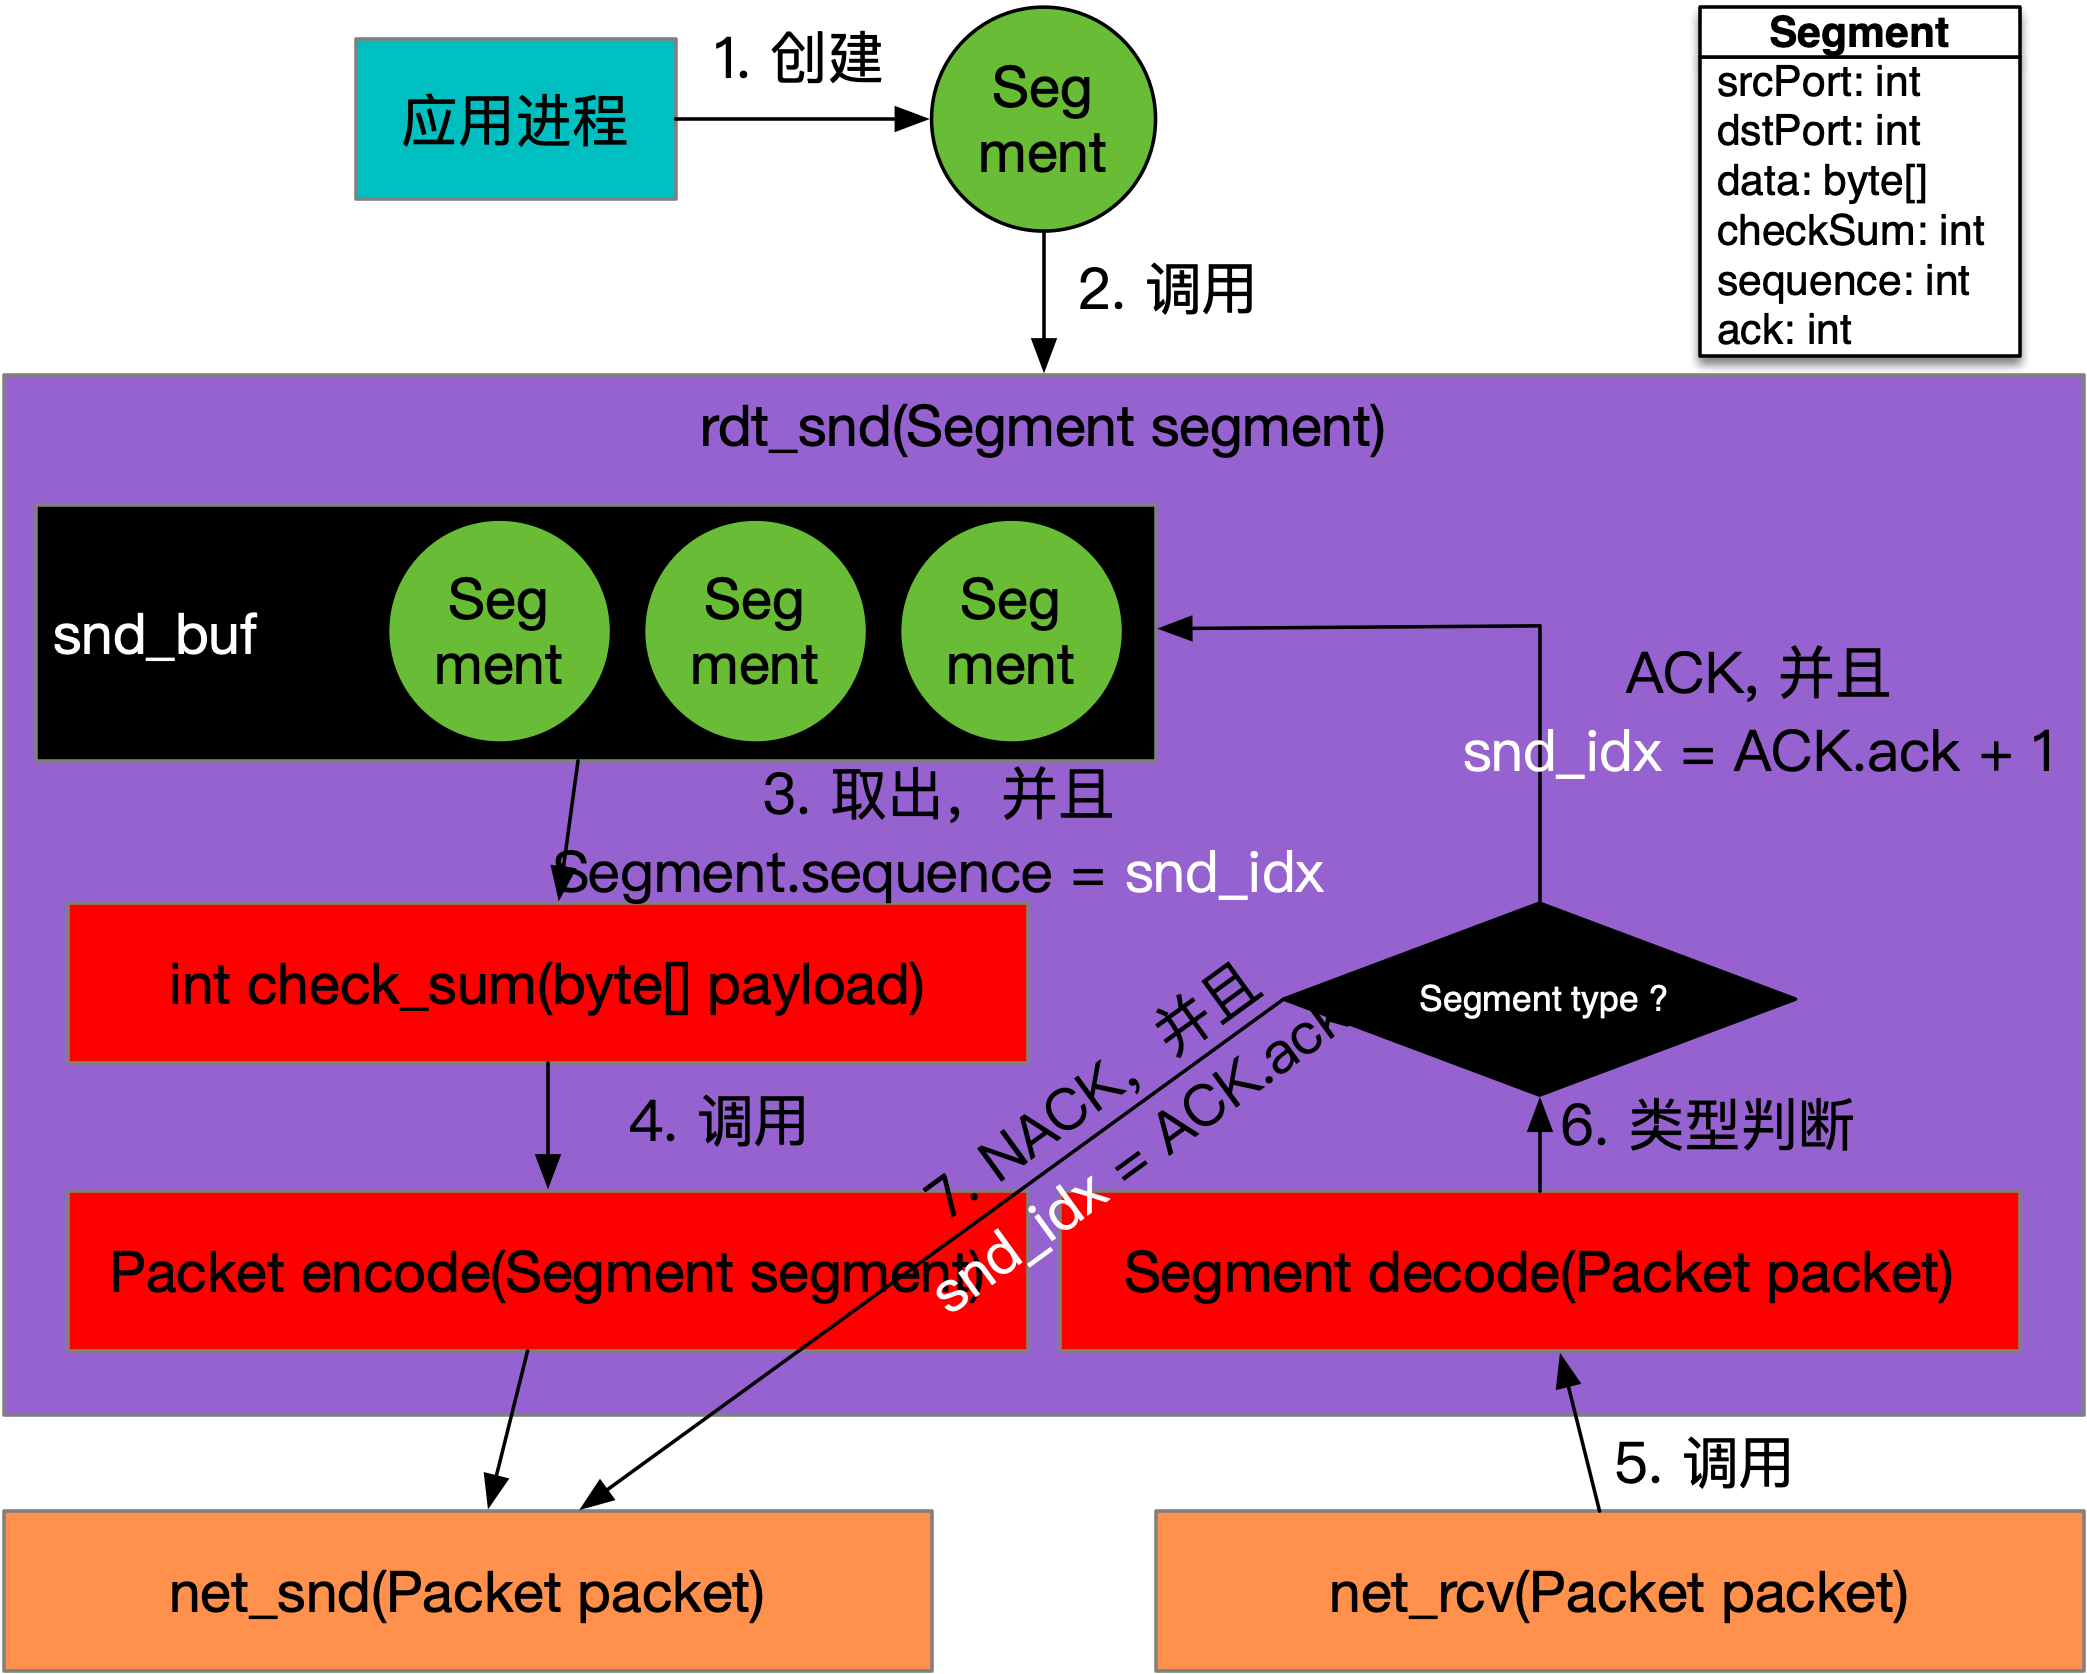 应用进程
1. 创建
Seg
ment
Segment
srcPort: int
dstPort: int
data: byte[]
checkSum: int
sequence: int
ack: int
2. 调用
rdt_snd(Segment segment)
snd_buf
Seg
ment
Seg
ment
Seg
ment
ACK, 并且
snd_idx = ACK.ack + 1
3. 取出，并且
Segment.sequence = snd_idx
int check_sum(byte[] payload)
Segment type ?
4. 调用
7. NACK，并且
snd_idx = ACK.ack
6. 类型判断
Packet encode(Segment segment)
Segment decode(Packet packet)
5. 调用
net_snd(Packet packet)
net_rcv(Packet packet)